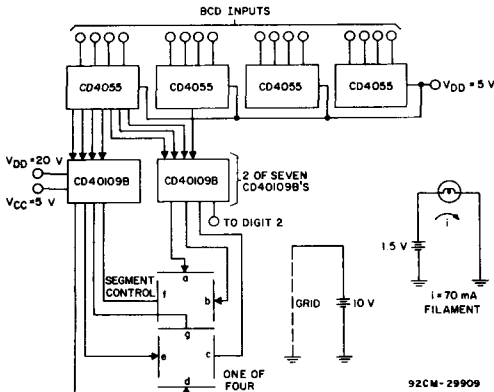 BCD INPUTS
CD4055
CD4055
CD4055
CD4055
VDD = 5 V
VDD = 20 V
VCC = 5 V
CD40109B
CD40109B
2 OF SEVEN
CD40109B'S
TO DIGIT 2
SEGMENT
CONTROL
a
f
b
g
e
c
d
ONE OF
FOUR
GRID
10 V
1.5 V
i
i = 70 mA
FILAMENT
92CM-29909